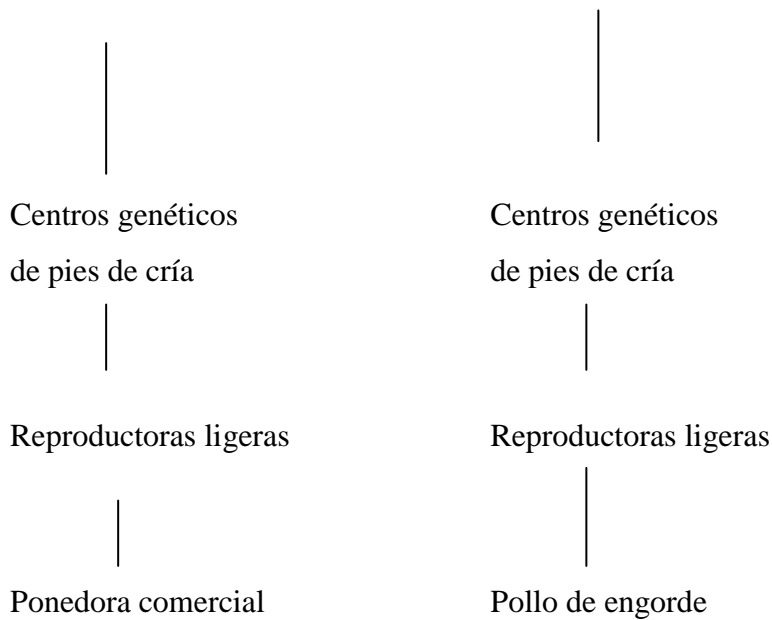 Centros genéticos
de pies de cría
Reproductoras ligeras
Ponedora comercial
Centros genéticos
de pies de cría
Reproductoras ligeras
Pollo de engorde